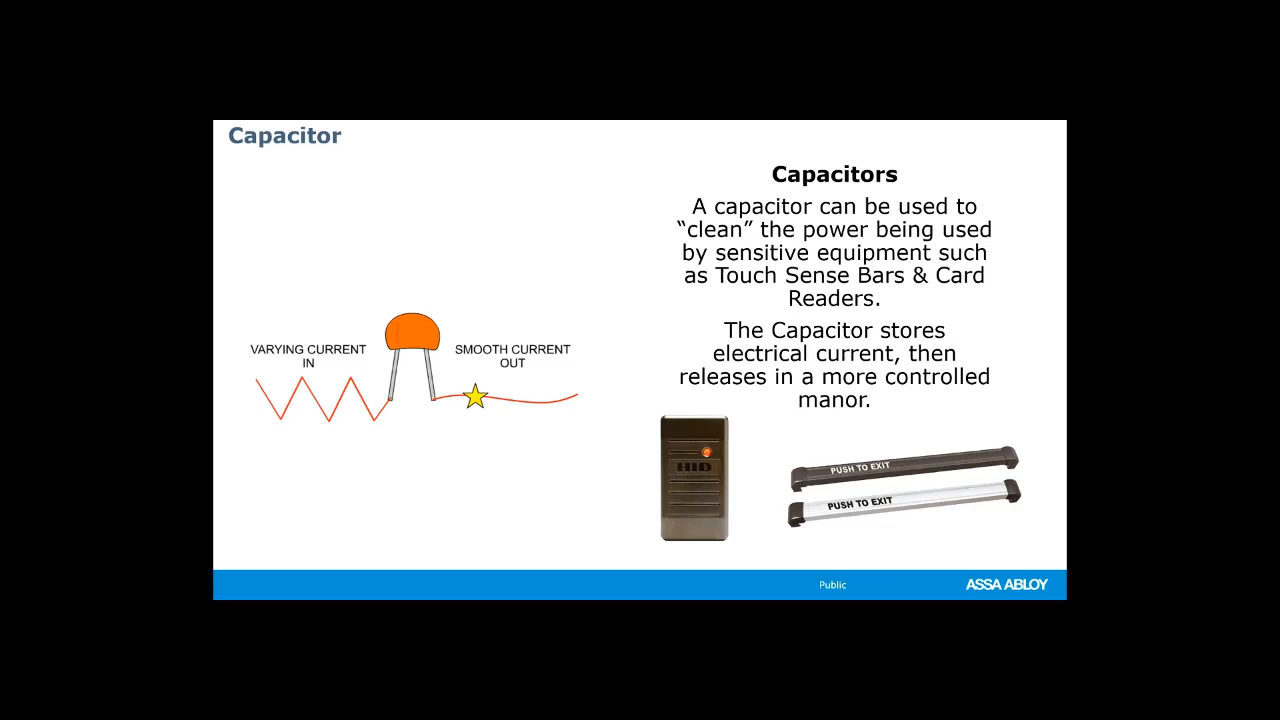 Capacitor
Capacitors
A capacitor can be used to
“clean” the power being used
by sensitive equipment such
as Touch Sense Bars & Card
Readers.
The Capacitor stores
electrical current, then
releases in a more controlled
manor.
VARYING CURRENT
IN
SMOOTH CURRENT
OUT
HID
PUSH TO EXIT
PUSH TO EXIT
Public
ASSA ABLOY